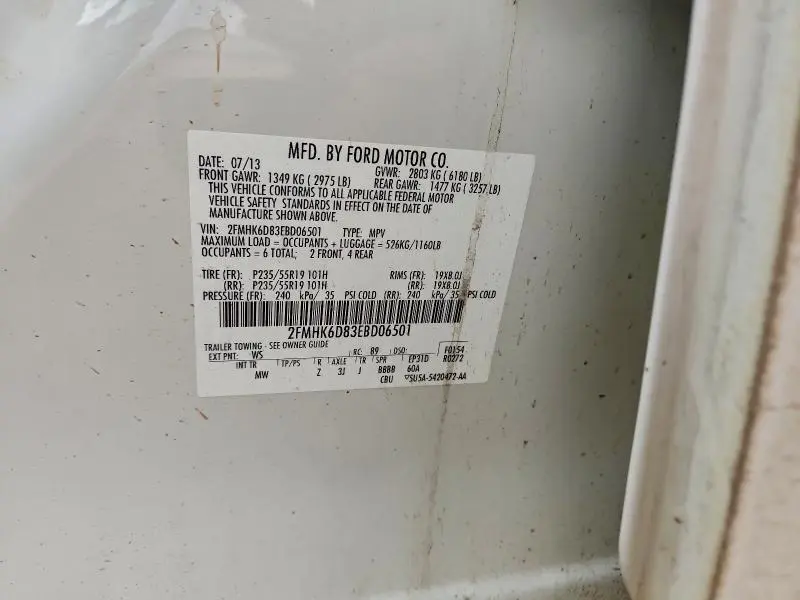 MFD. BY FORD MOTOR CO.
DATE: 07/13 GVWR: 2803 KG ( 6180 LB)
FRONT GAWR: 1349 KG ( 2975 LB) REAR GAWR: 1477 KG ( 3257LB)
THIS VEHICLE CONFORMS TO ALL APPLICABLE FEDERAL MOTOR
VEHICLE SAFETY STANDARDS IN EFFECT ON THE DATE OF
MANUFACTURE SHOWN ABOVE.
VIN: 2FMHK6D83EBD06501 TYPE: MPV
MAXIMUM LOAD = OCCUPANTS + LUGGAGE = 526KG/1160LB
OCCUPANTS = 6 TOTAL; 2 FRONT, 4 REAR
TIRE (FR): P235/55R19 101H RIMS (FR): 19X8.0J
(RR): P235/55R19 101H (RR): 19X8.0J
PRESSURE (FR): 240 kPa/ 35 PSI COLD (RR): 240 kPa/ 35 PSI COLD
2FMHK6D83EBD06501
TRAILER TOWING - SEE OWNER GUIDE F0154
EXT PNT: WS RC: 89 DSO: R0272
INT TR TP/PS R AXLE TR SPR EP31D
MW Z 3J J BBBB 60A
CBU SU5A-5420472-AA